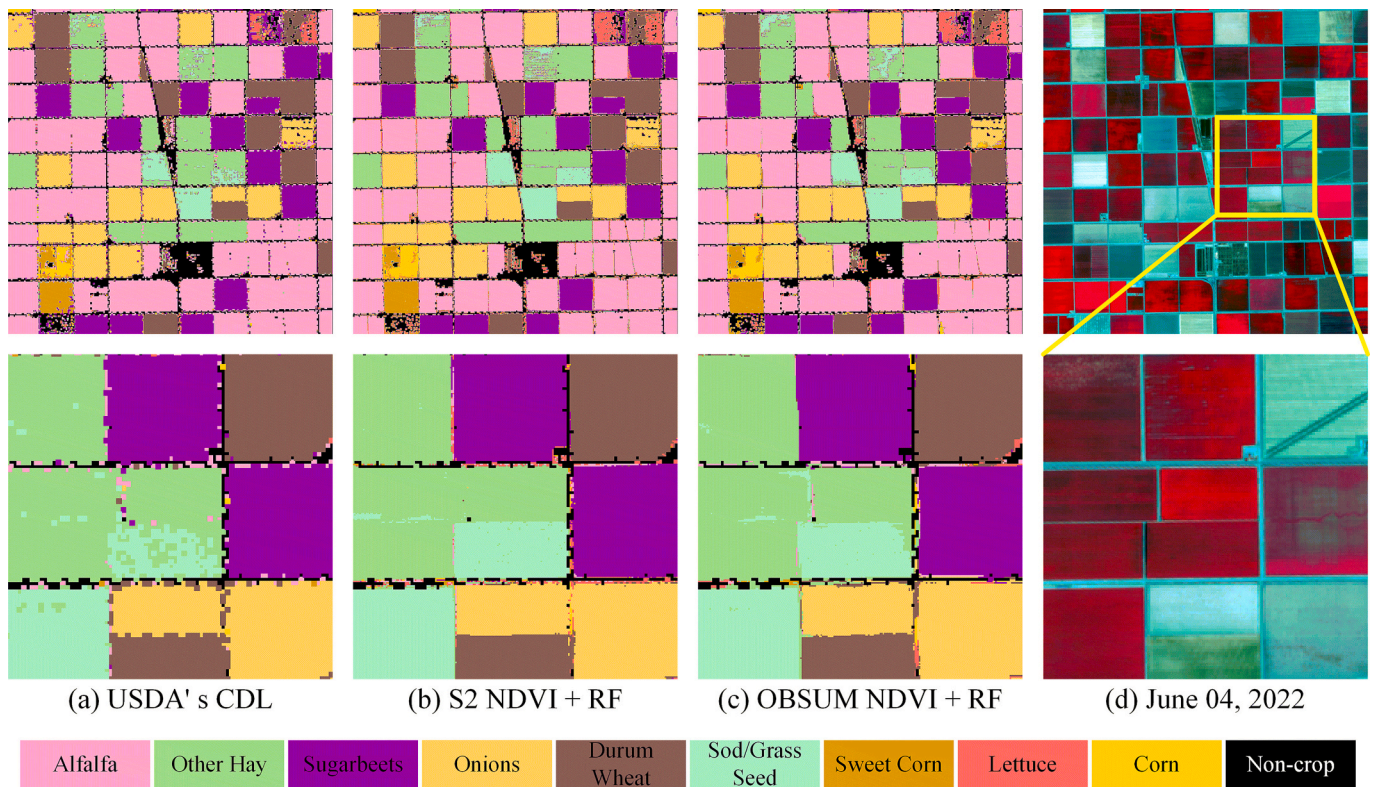 (a) USDA' s CDL
(b) S2 NDVI + RF
(c) OBSUM NDVI + RF
(d) June 04, 2022
Alfalfa
Other Hay
Sugarbeets
Onions
Durum
Wheat
Sod/Grass
Seed
Sweet Corn
Lettuce
Corn
Non-crop